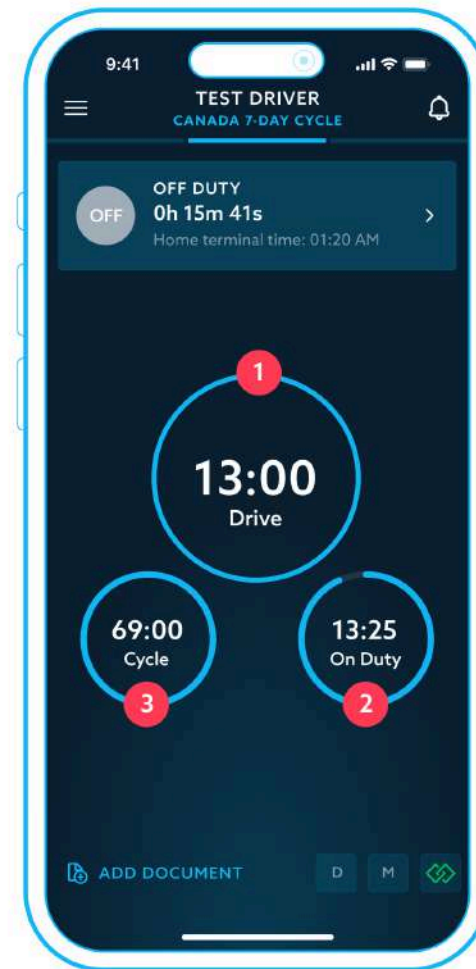 9:41
TEST DRIVER
CANADA 7-DAY CYCLE
OFF DUTY
OFF
0h 15m 41s
Home terminal time: 01:20 AM
1
13:00
Drive
69:00
Cycle
3
13:25
On Duty
2
ADD DOCUMENT
D
M